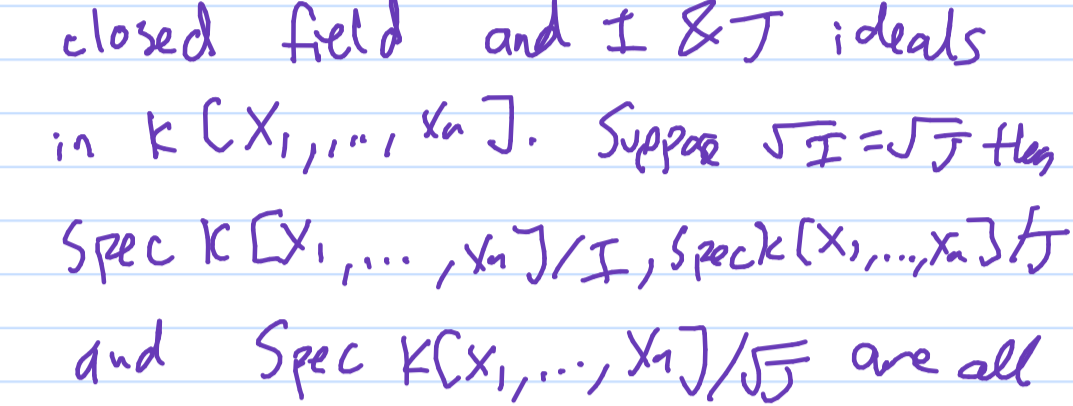 closed field and I & J ideals
in k[X₁,,...,Xn]. Suppose √I=√J then
Spec K[X₁,...,Xn]/I, Spec k[X₁,...,Xn]/J
and Spec K[X₁,...,Xn]/√J are all